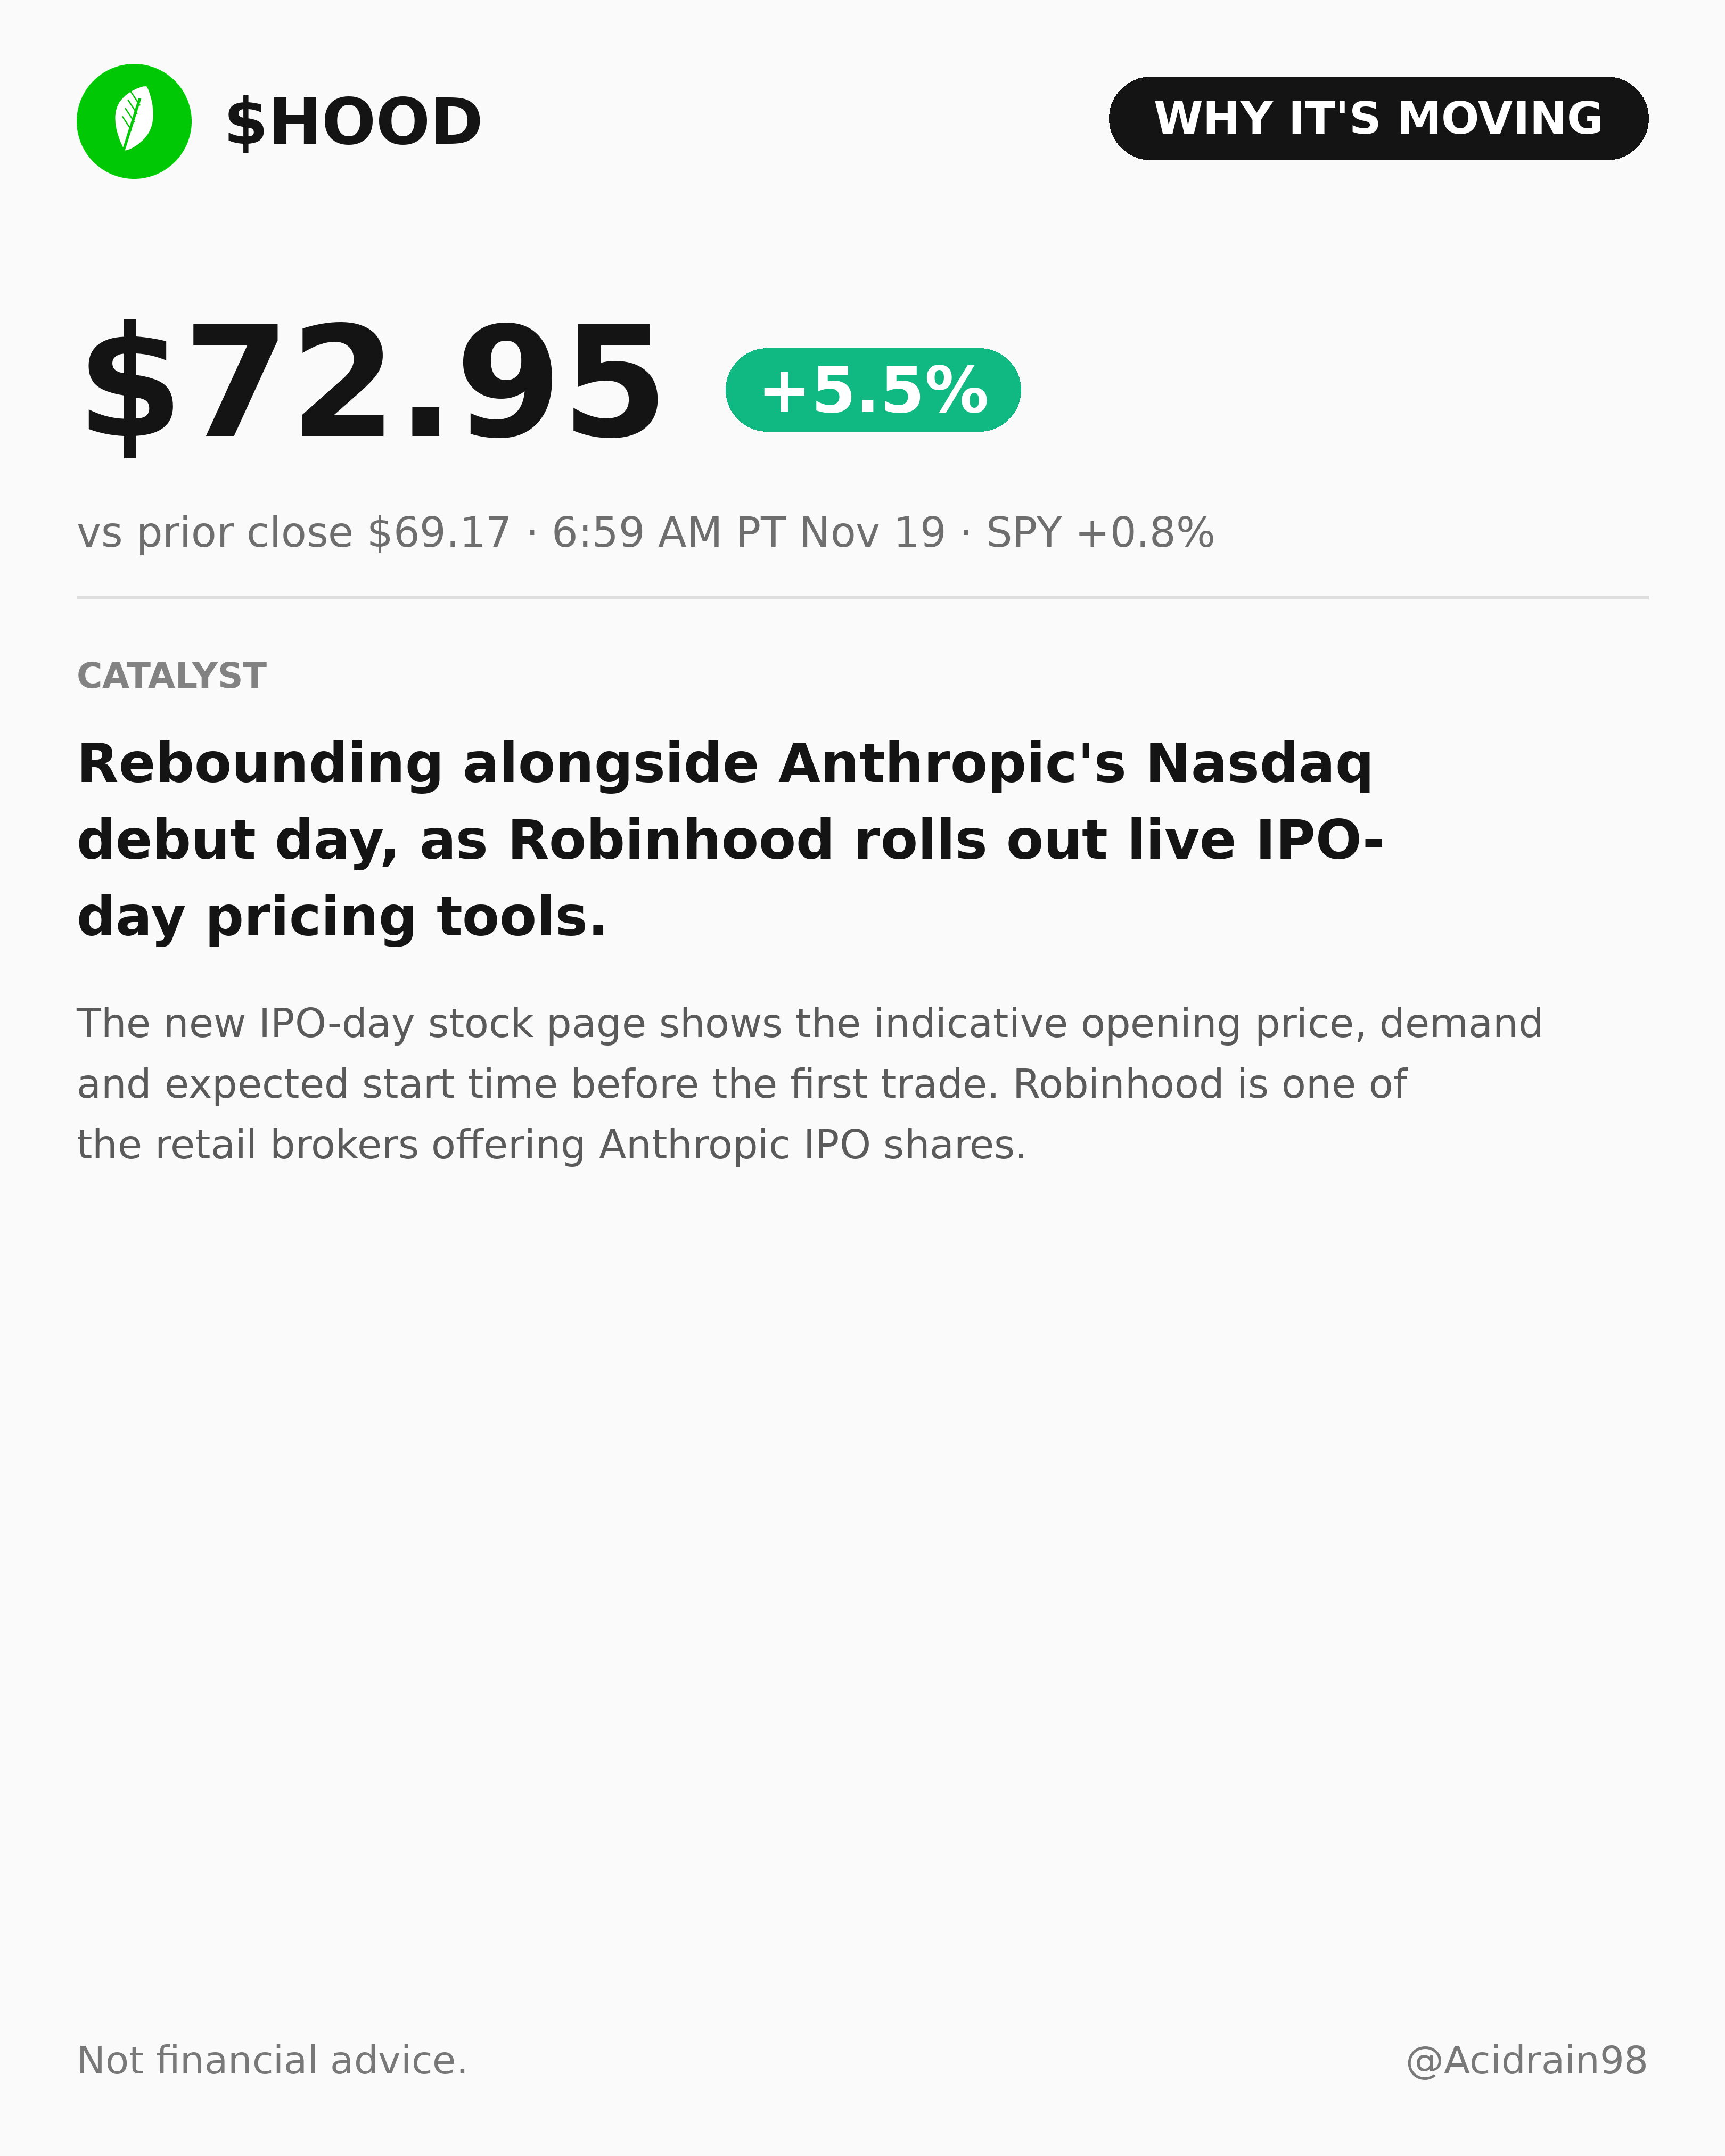 $HOOD
WHY IT'S MOVING
$72.95
+5.5%
vs prior close $69.17 · 6:59 AM PT Nov 19 · SPY +0.8%
CATALYST
Rebounding alongside Anthropic's Nasdaq
debut day, as Robinhood rolls out live IPO-
day pricing tools.
The new IPO-day stock page shows the indicative opening price, demand
and expected start time before the first trade. Robinhood is one of
the retail brokers offering Anthropic IPO shares.
Not financial advice.
@Acidrain98